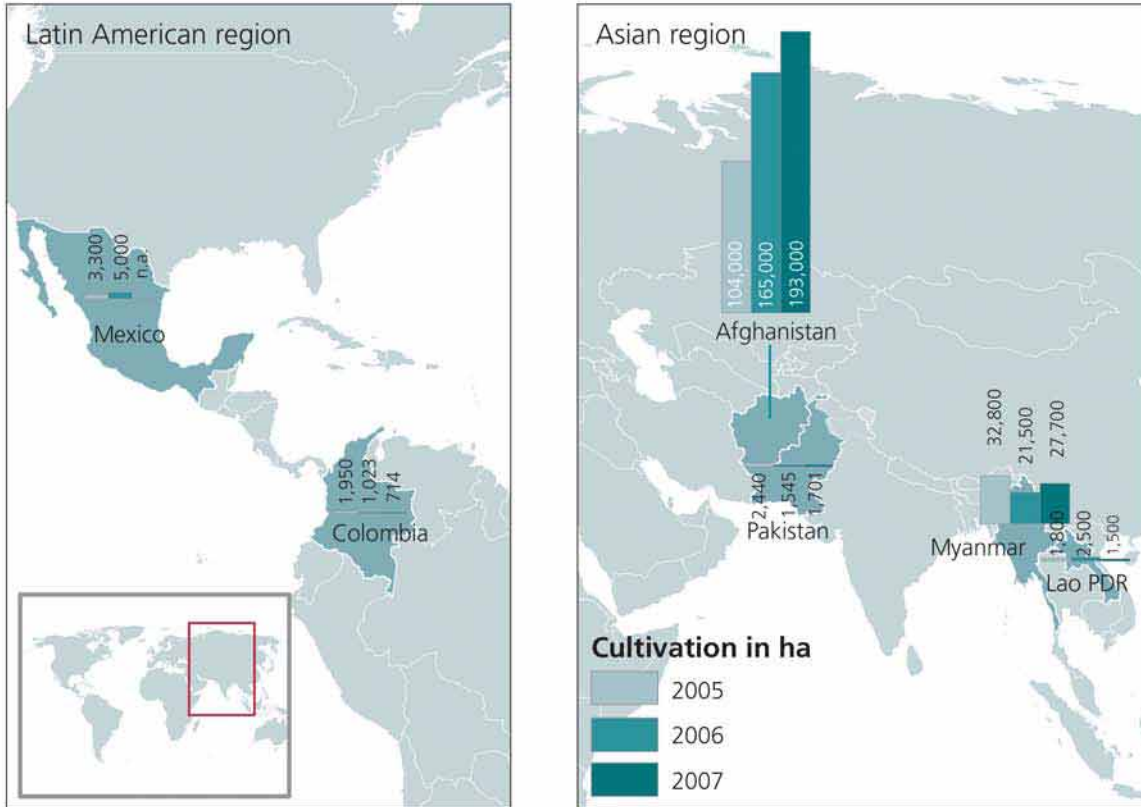 Latin American region
3,300
5,000
n.a.
Mexico
1,950
1,023
714
Colombia
Asian region
104,000
165,000
193,000
Afghanistan
2,440
1,545
1,701
Pakistan
32,800
21,500
27,700
Myanmar
1,800
2,500
1,500
Lao PDR
Cultivation in ha
2005
2006
2007